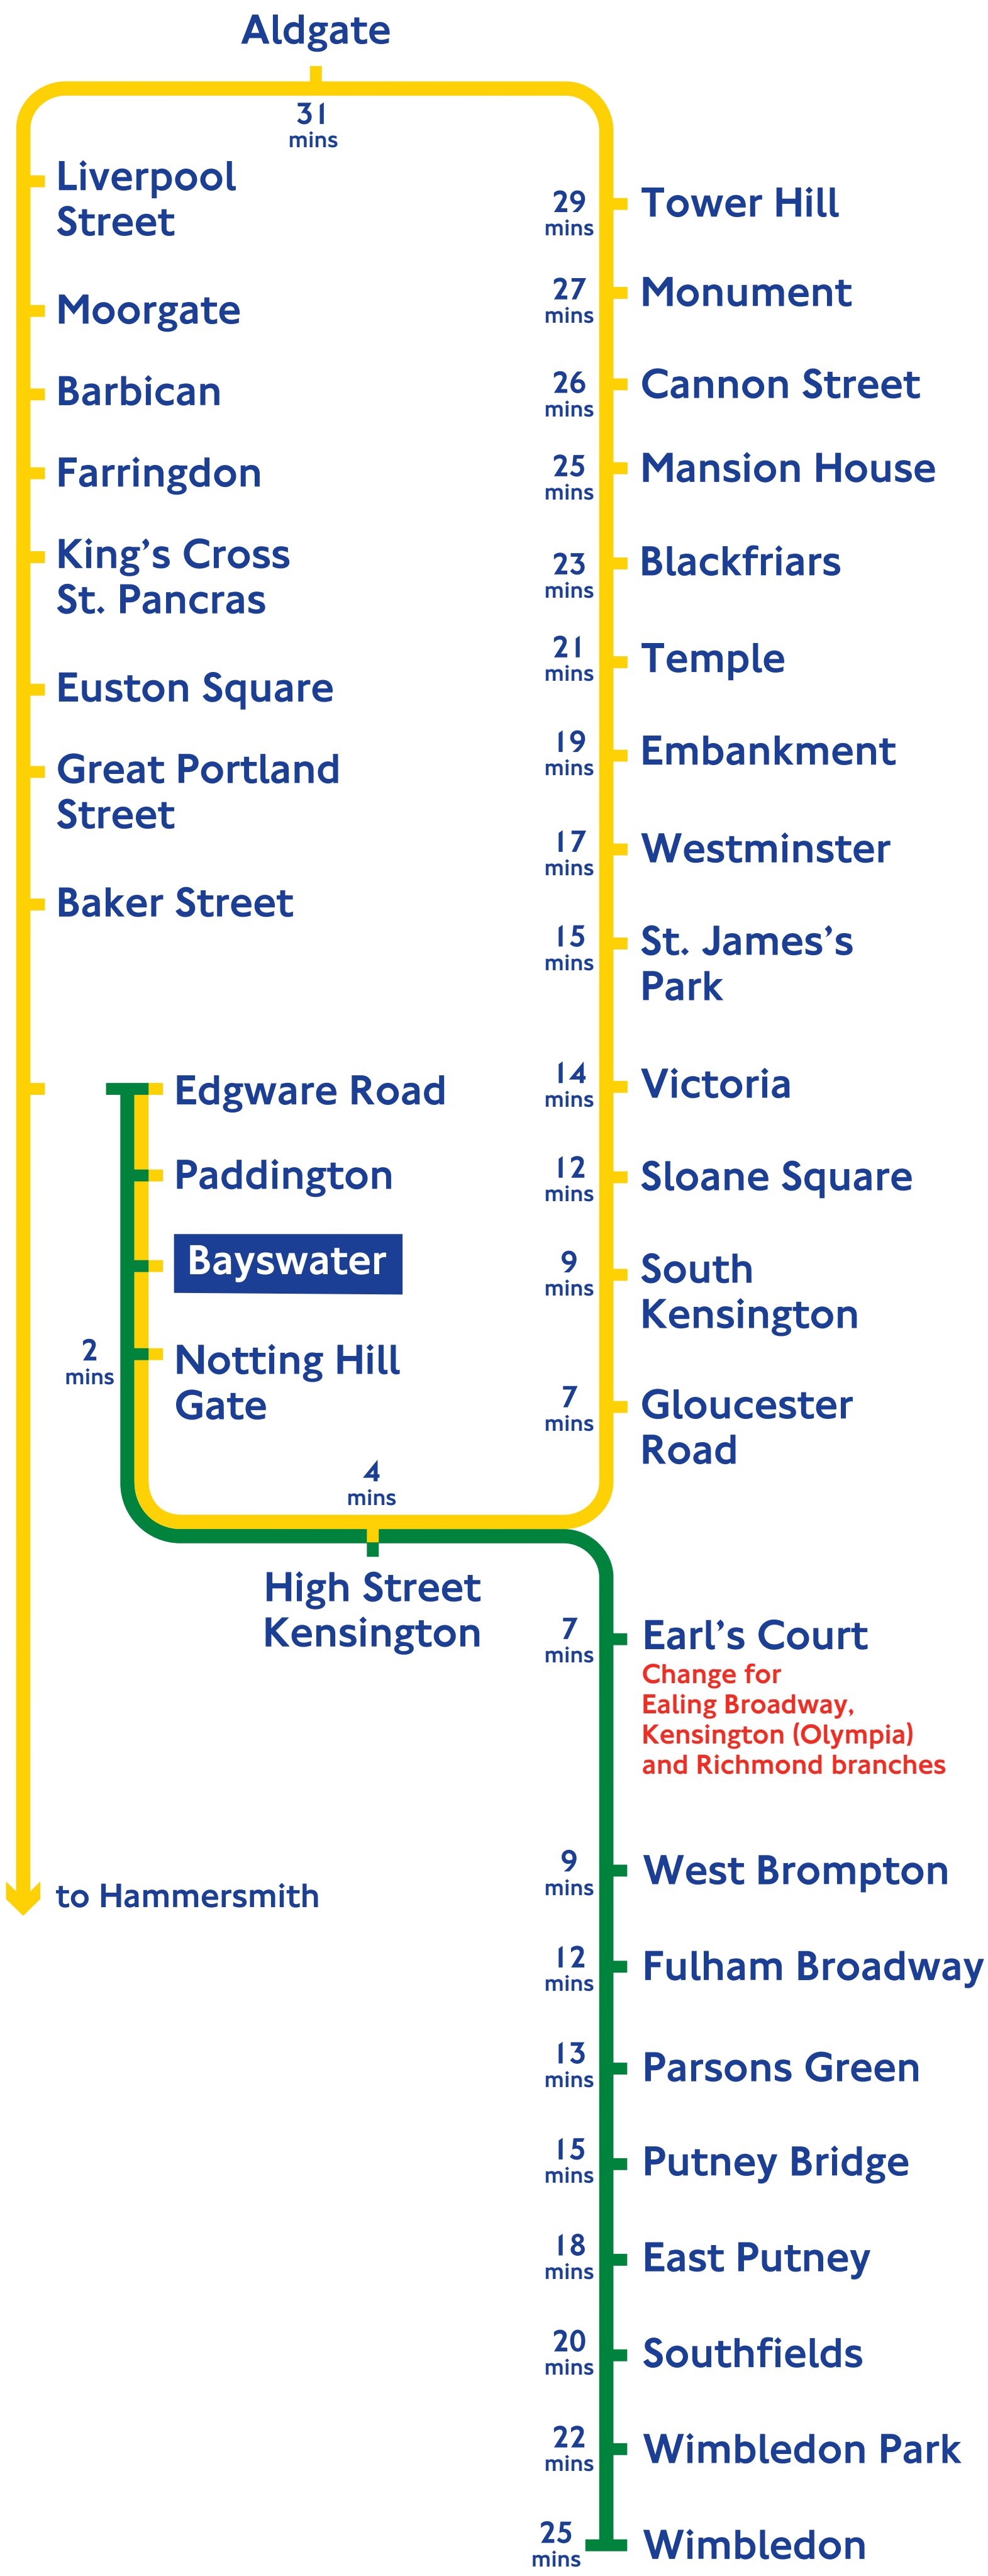 Aldgate
31
mins
Liverpool
Street
Moorgate
Barbican
Farringdon
King’s Cross
St. Pancras
Euston Square
Great Portland
Street
Baker Street
Edgware Road
Paddington
Bayswater
2
mins
Notting Hill
Gate
4
mins
High Street
Kensington
to Hammersmith
29
mins
Tower Hill
27
mins
Monument
26
mins
Cannon Street
25
mins
Mansion House
23
mins
Blackfriars
21
mins
Temple
19
mins
Embankment
17
mins
Westminster
15
mins
St. James’s
Park
14
mins
Victoria
12
mins
Sloane Square
9
mins
South
Kensington
7
mins
Gloucester
Road
7
mins
Earl’s Court
Change for
Ealing Broadway,
Kensington (Olympia)
and Richmond branches
9
mins
West Brompton
12
mins
Fulham Broadway
13
mins
Parsons Green
15
mins
Putney Bridge
18
mins
East Putney
20
mins
Southfields
22
mins
Wimbledon Park
25
mins
Wimbledon